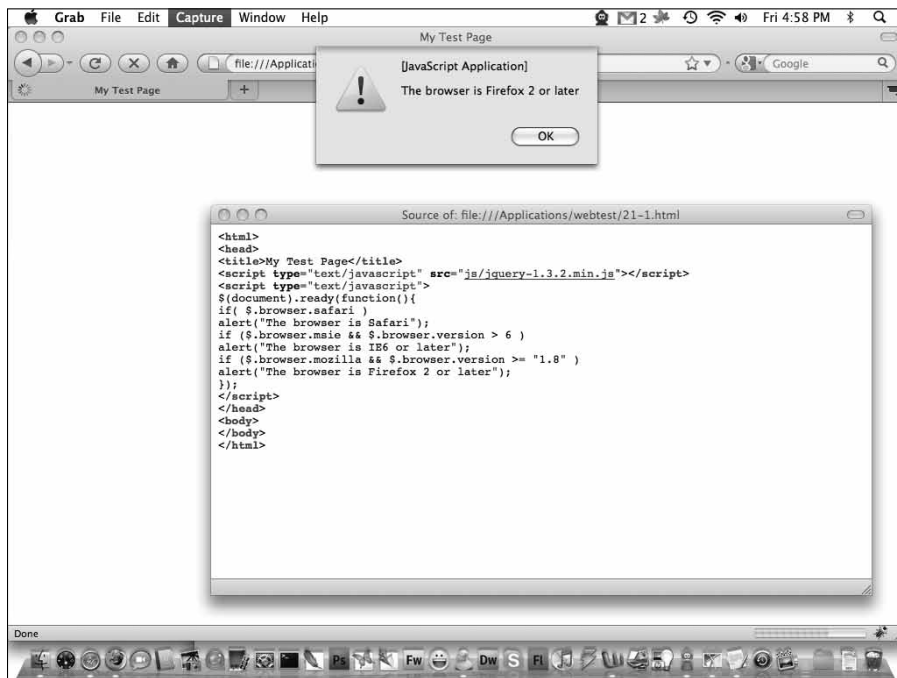 Grab File Edit Capture Window Help 2 Fri 4:58 PM
My Test Page
file:///Applicati
Google
My Test Page +
[JavaScript Application]
The browser is Firefox 2 or later
OK
Source of: file:///Applications/webtest/21-1.html
<html>
<head>
<title>My Test Page</title>
<script type="text/javascript" src="js/jquery-1.3.2.min.js"></script>
<script type="text/javascript">
$(document).ready(function(){
if( $.browser.safari )
alert("The browser is Safari");
if ($.browser.msie && $.browser.version > 6 )
alert("The browser is IE6 or later");
if ($.browser.mozilla && $.browser.version >= "1.8" )
alert("The browser is Firefox 2 or later");
});
</script>
</head>
<body>
</body>
</html>
Done
Ps Fw Dw S Fl